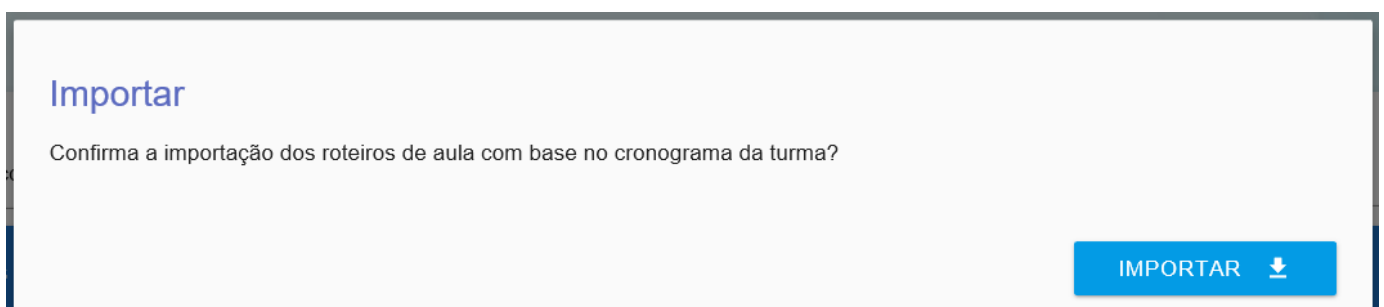 Importar
Confirma a importação dos roteiros de aula com base no cronograma da turma?
IMPORTAR